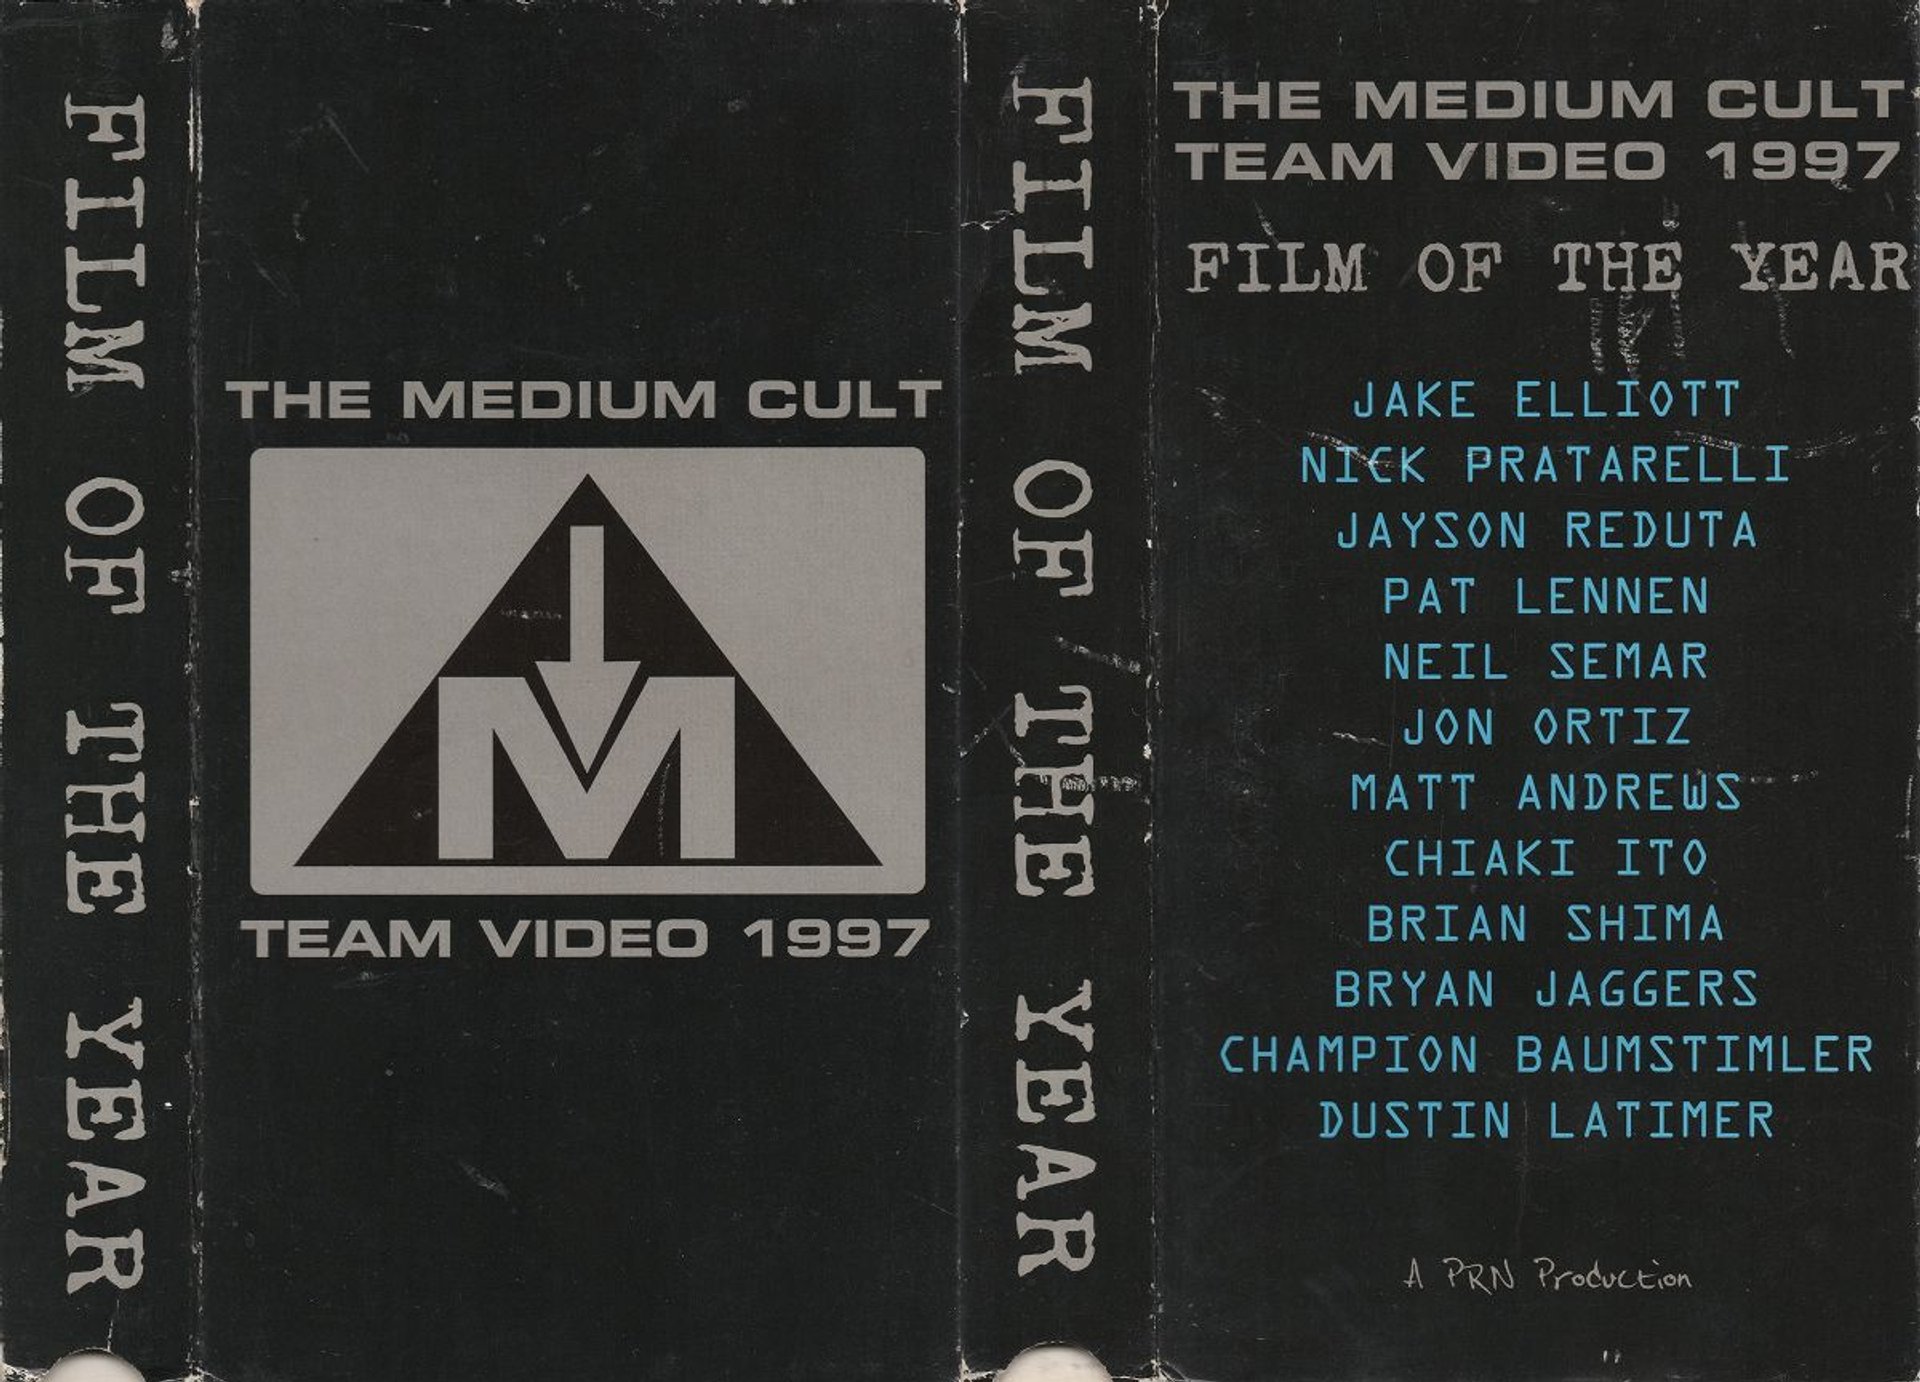 FILM OF THE YEAR
THE MEDIUM CULT
M
TEAM VIDEO 1997
FILM OF THE YEAR
THE MEDIUM CULT
TEAM VIDEO 1997
FILM OF THE YEAR
JAKE ELLIOTT
NICK PRATARELLI
JAYSON REDUTA
PAT LENNEN
NEIL SEMAR
JON ORTIZ
MATT ANDREWS
CHIAKI ITO
BRIAN SHIMA
BRYAN JAGGERS
CHAMPION BAUMSTIMLER
DUSTIN LATIMER
A PRN Production